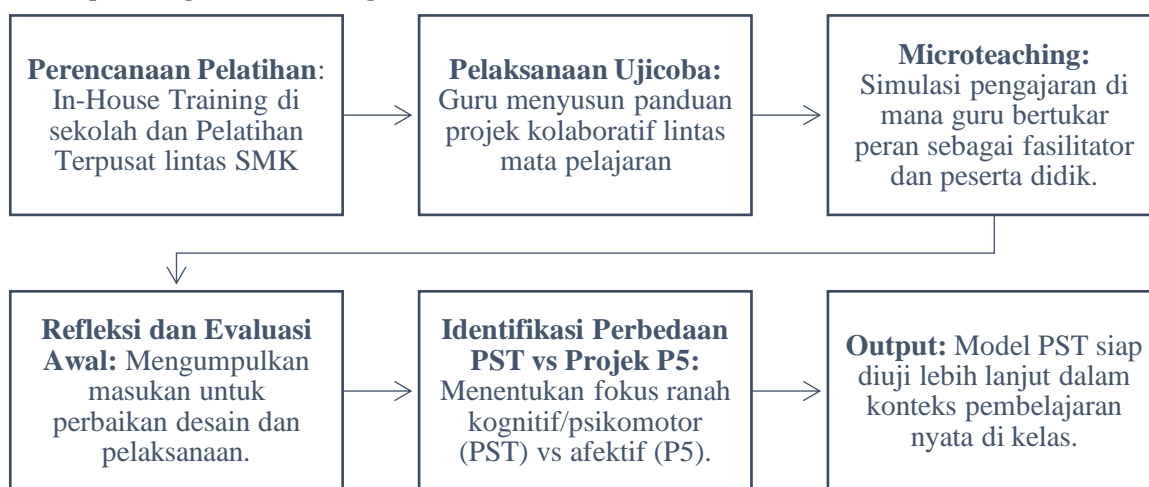 Perencanaan Pelatihan:
In-House Training di
sekolah dan Pelatihan
Terpusat lintas SMK
Pelaksanaan Ujicoba:
Guru menyusun panduan
projek kolaboratif lintas
mata pelajaran
Microteaching:
Simulasi pengajaran di
mana guru bertukar
peran sebagai fasilitator
dan peserta didik.
Refleksi dan Evaluasi
Awal: Mengumpulkan
masukan untuk
perbaikan desain dan
pelaksanaan.
Identifikasi Perbedaan
PST vs Projek P5:
Menentukan fokus ranah
kognitif/psikomotor
(PST) vs afektif (P5).
Output: Model PST siap
diuji lebih lanjut dalam
konteks pembelajaran
nyata di kelas.